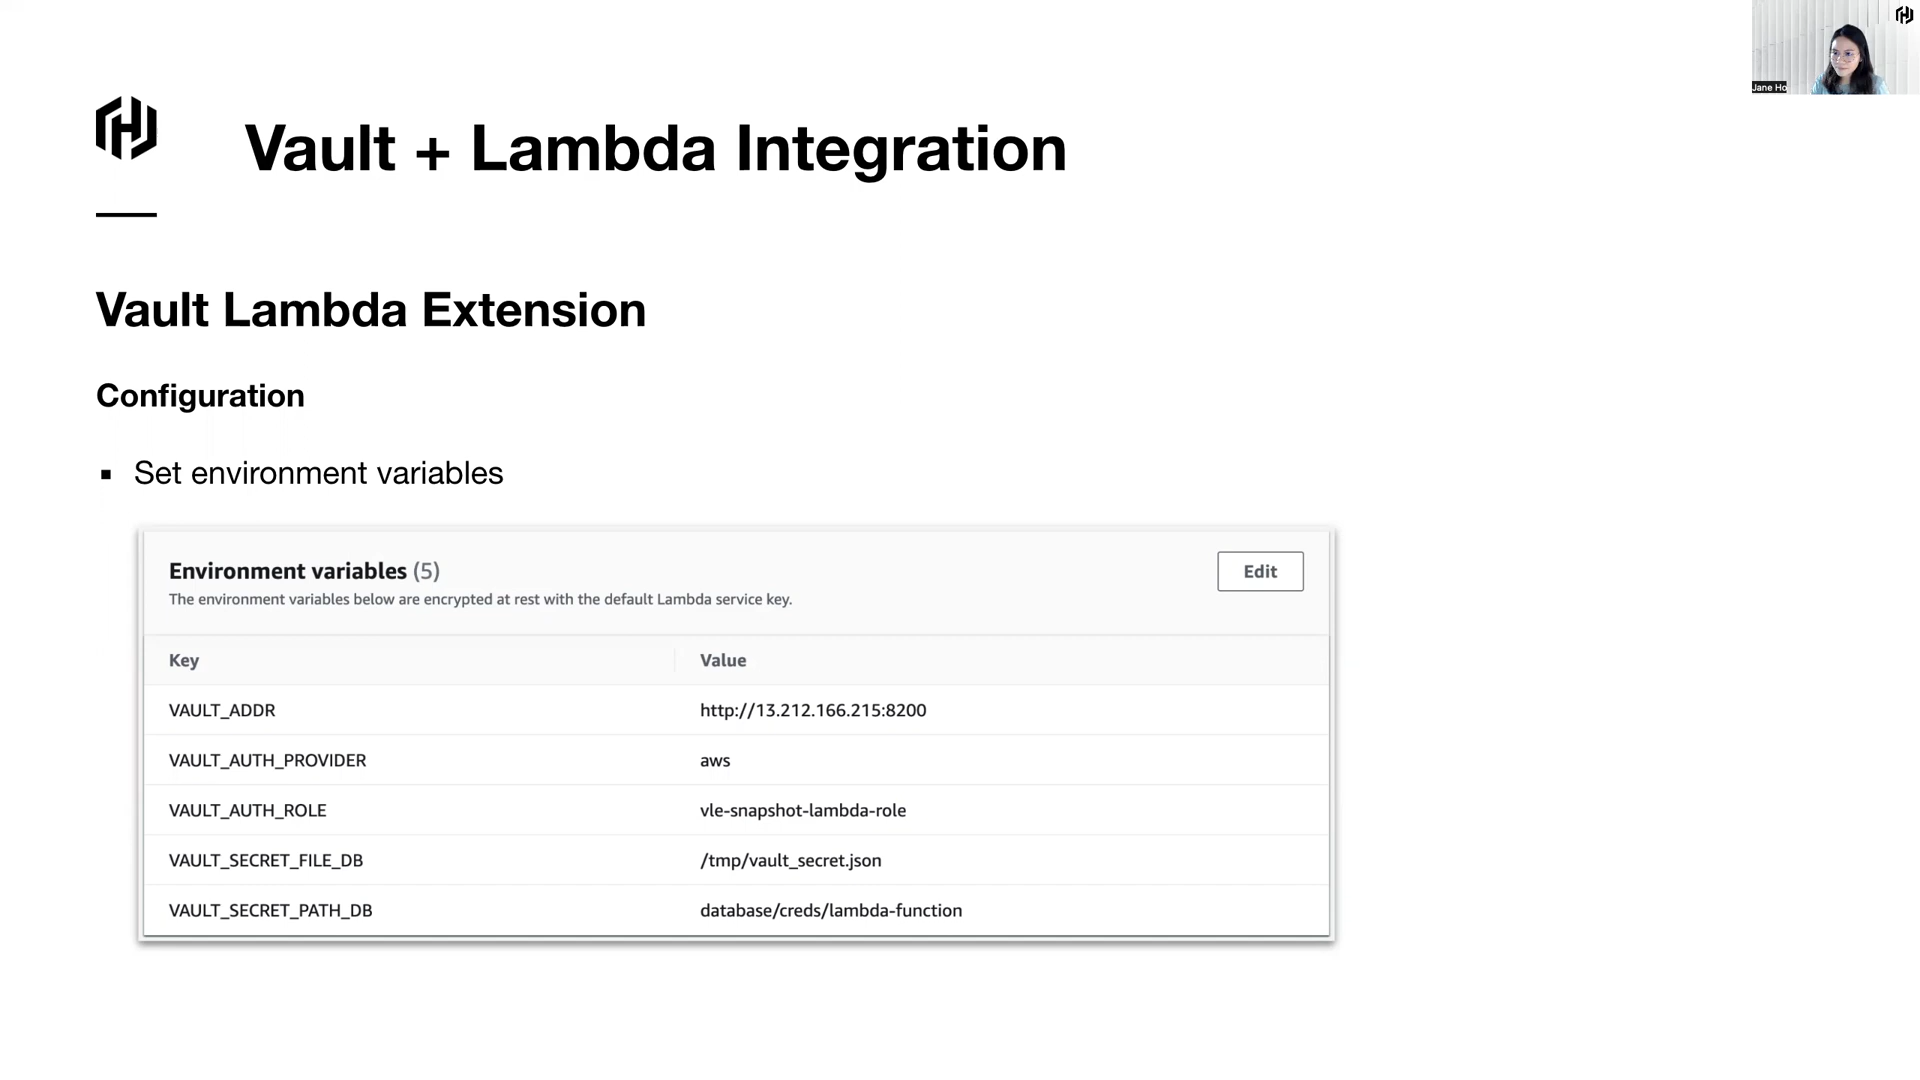 Jane Ho
Vault + Lambda Integration
Vault Lambda Extension
Configuration
▪ Set environment variables
Environment variables (5)
Edit
The environment variables below are encrypted at rest with the default Lambda service key.
Key Value
VAULT_ADDR http://13.212.166.215:8200
VAULT_AUTH_PROVIDER aws
VAULT_AUTH_ROLE vle-snapshot-lambda-role
VAULT_SECRET_FILE_DB /tmp/vault_secret.json
VAULT_SECRET_PATH_DB database/creds/lambda-function